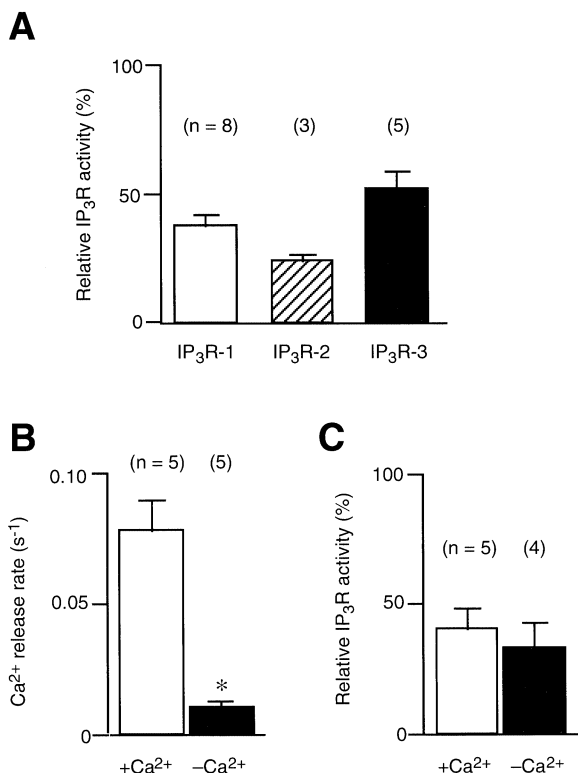 A
Relative IP₃R activity (%)
100
50
0
(n = 8) (3) (5)
IP₃R-1 IP₃R-2 IP₃R-3
B
Ca²⁺ release rate (s⁻¹)
0.10
0.05
0
(n = 5) (5)
*
+Ca²⁺ −Ca²⁺
C
Relative IP₃R activity (%)
100
50
0
(n = 5) (4)
+Ca²⁺ −Ca²⁺